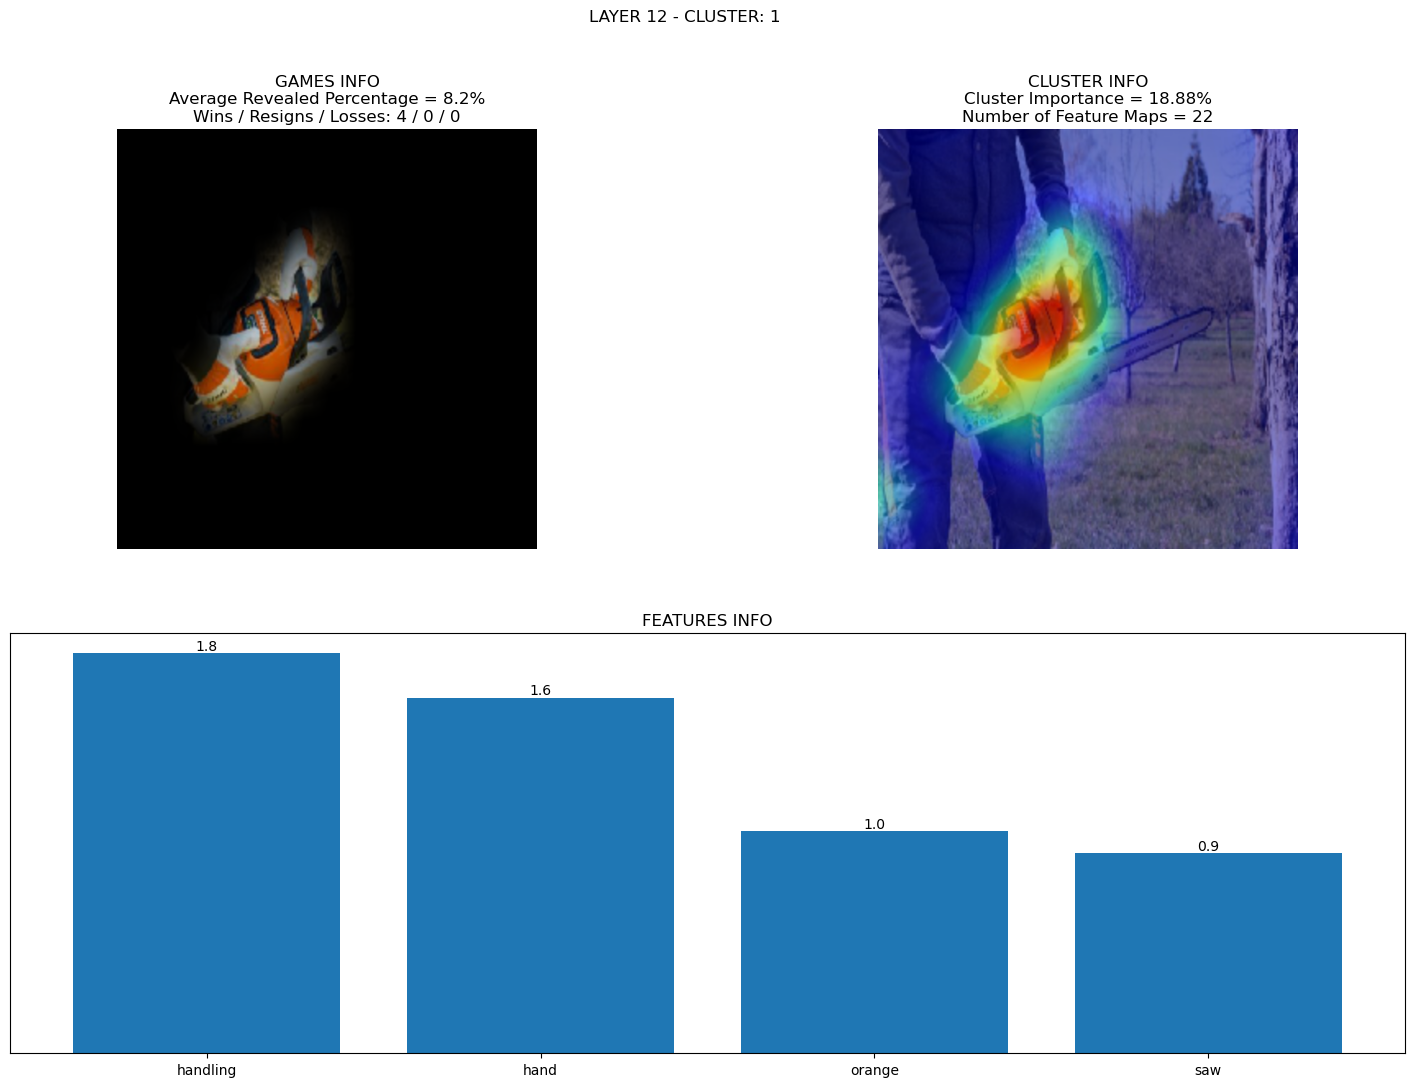 LAYER 12 - CLUSTER: 1
GAMES INFO
Average Revealed Percentage = 8.2%
Wins / Resigns / Losses: 4 / 0 / 0
CLUSTER INFO
Cluster Importance = 18.88%
Number of Feature Maps = 22
FEATURES INFO
1.8
1.6
1.0
0.9
handling
hand
orange
saw